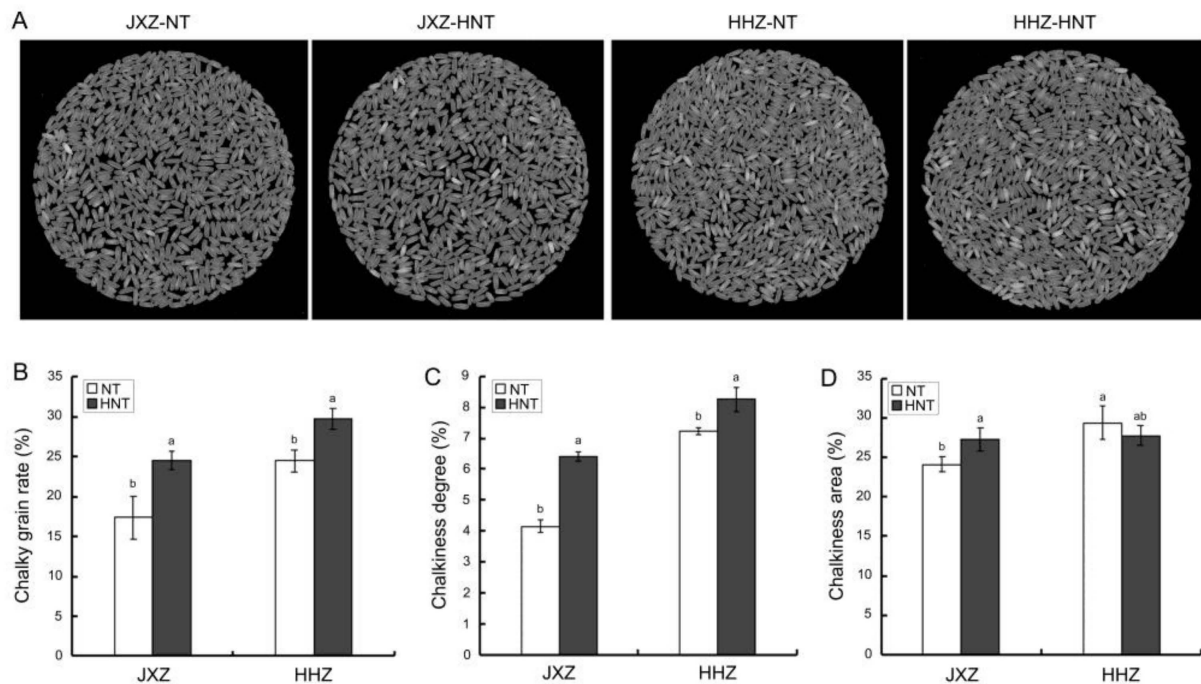 A
JXZ-NT
JXZ-HNT
HHZ-NT
HHZ-HNT
B
NT
HNT
Chalky grain rate (%)
35
30
25
20
15
10
5
0
b
a
b
a
JXZ
HHZ
C
NT
HNT
Chalkiness degree (%)
9
8
7
6
5
4
3
2
1
0
b
a
b
a
JXZ
HHZ
D
NT
HNT
Chalkiness area (%)
35
30
25
20
15
10
5
0
b
a
a
ab
JXZ
HHZ